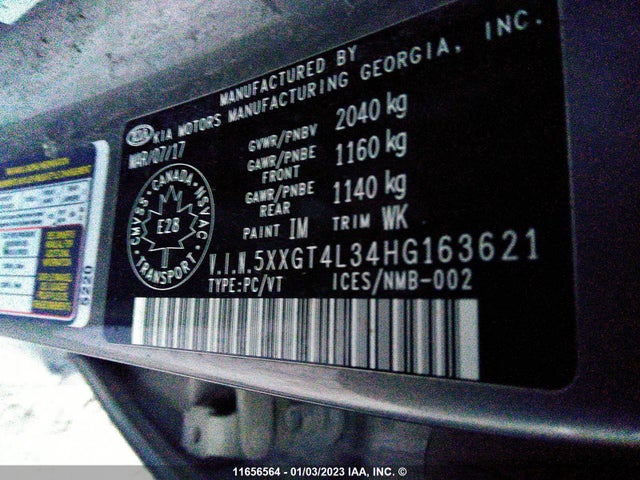 MANUFACTURED BY
KIA KIA MOTORS MANUFACTURING GEORGIA, INC.
MAR/07/17
GVWR/PNBV 2040 kg
GAWR/PNBE FRONT 1160 kg
GAWR/PNBE REAR 1140 kg
PAINT IM TRIM WK
CMVSS · CANADA · NSVAC
E28
TRANSPORT
V.I.N.5XXGT4L34HG163621
TYPE:PC/VT ICES/NMB-002
5220
11656564 - 01/03/2023 IAA, INC. ©